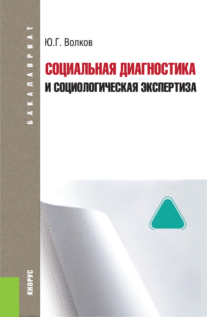 БАКАЛАВРИАТ
Ю.Г. Волков
СОЦИАЛЬНАЯ ДИАГНОСТИКА
И СОЦИОЛОГИЧЕСКАЯ ЭКСПЕРТИЗА
КНОРУС